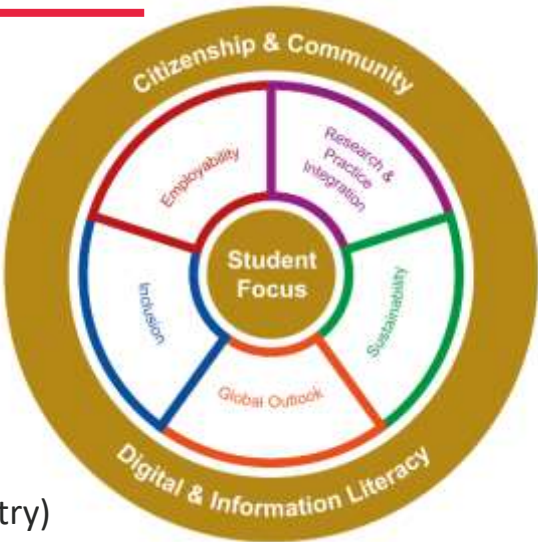 Citizenship & Community
Employability
Research &
Practice
Integration
Student
Focus
Inclusion
Sustainability
Global Outlook
Digital & Information Literacy
try)